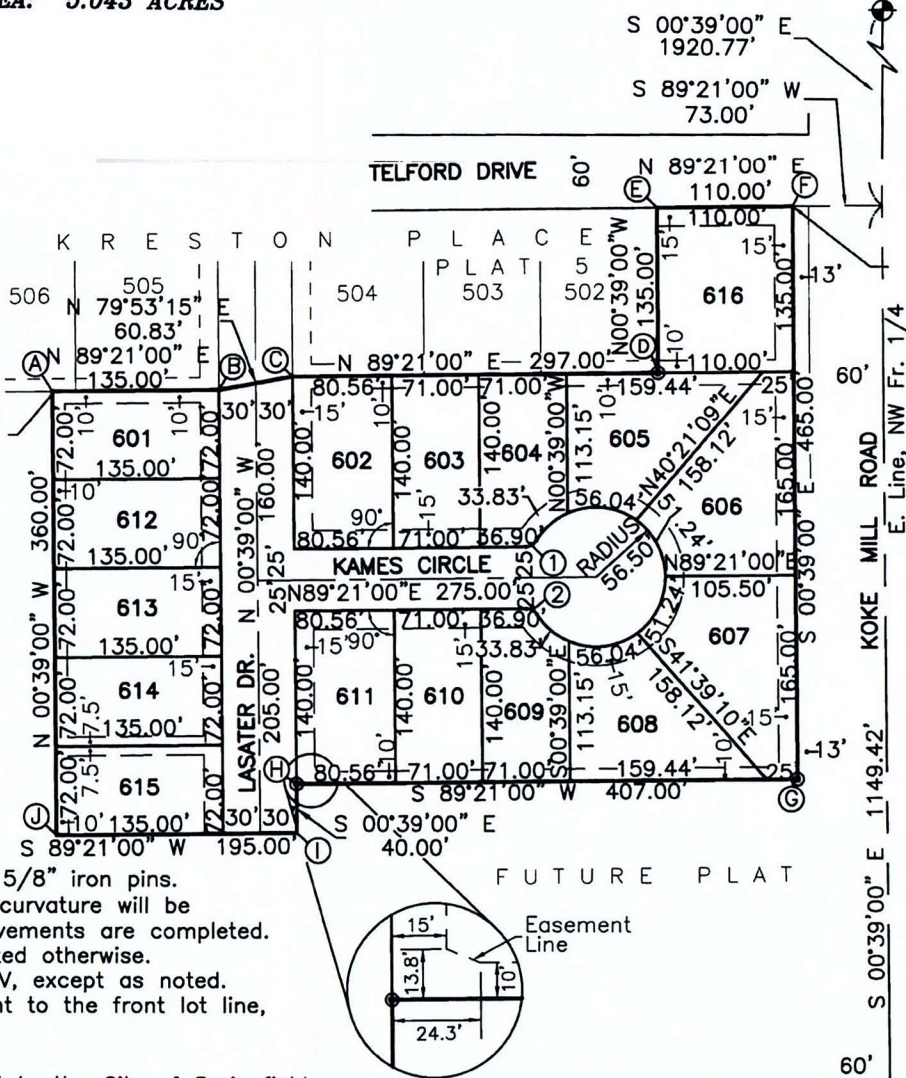 EA: 5.043 ACRES
S 00°39'00" E
1920.77'
S 89°21'00" W
73.00'
TELFORD DRIVE 60'
N 89°21'00" E
110.00'
E
F
110.00'
15'
15'
13'
N00°39'00"W
135.00'
135.00'
616
10'
110.00'
D
K R E S T O N P L A C E
P L A T 5
506
505
504
503
502
N 79°53'15" E
60.83'
A
N 89°21'00" E
135.00'
B
C
N 89°21'00" E 297.00'
80.56' 71.00' 71.00' 159.44' 25'
60'
10'
10'
30' 30'
15'
10'
10'
15'
601
602
603
604
605
606
72.00'
72.00'
135.00'
140.00'
140.00'
140.00'
N00°39'00"W
113.15'
N40°21'09"E
158.12'
15'
165.00'
S 00°39'00" E 465.00'
160.00'
N 00°39'00" W
N 00°39'00" W 360.00'
10'
612
72.00'
72.00'
90°
135.00'
15'
90°
15'
33.83'
56.04'
51.24'
80.56' 71.00' 36.90'
25'
25'
1
RADIUS
56.50'
KAMES CIRCLE
N89°21'00"E 275.00'
25'
25'
2
N89°21'00"E
105.50'
613
72.00'
72.00'
135.00'
15'
80.56' 71.00' 36.90'
15'
90°
15'
33.83'
56.04'
15'
51.24'
607
S41°39'10"E
158.12'
165.00'
15'
614
72.00'
72.00'
7.5'
135.00'
LASATER DR.
205.00'
611
610
609
608
140.00'
140.00'
140.00'
S00°39'00"E
113.15'
10'
10'
13'
H
7.5'
615
72.00'
72.00'
80.56' 71.00' 71.00' 159.44' 25'
S 89°21'00" W 407.00'
G
J
10' 135.00' 30' 30'
S 89°21'00" W 195.00'
I
S 00°39'00" E
40.00'
KOKE MILL ROAD
E. Line, NW Fr. 1/4
S 00°39'00" E 1149.42'
60'
F U T U R E P L A T
5/8" iron pins.
curvature will be
vements are completed.
ed otherwise.
V, except as noted.
nt to the front lot line,
15'
Easement
Line
13.8'
10'
24.3'